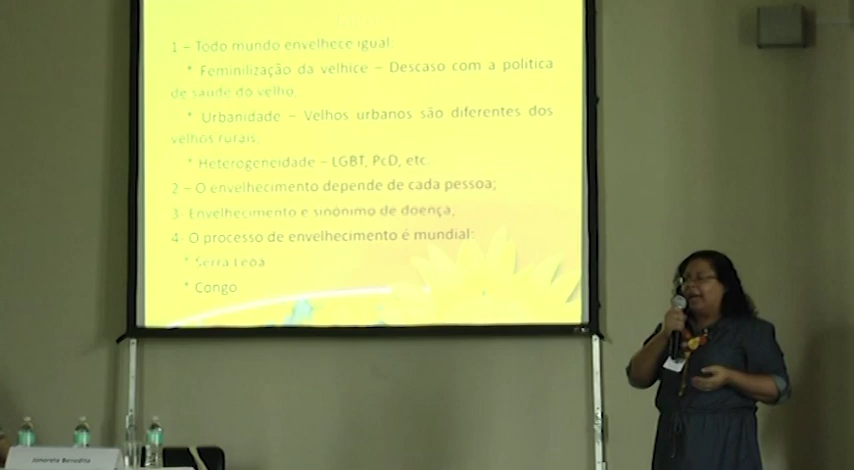 1 – Todo mundo envelhece igual:
* Feminilização da velhice – Descaso com a política
de saúde do velho;
* Urbanidade – Velhos urbanos são diferentes dos
velhos rurais;
* Heterogeneidade – LGBT, PcD, etc.
2 – O envelhecimento depende de cada pessoa;
3- Envelhecimento é sinônimo de doença;
4- O processo de envelhecimento é mundial:
* Serra Leoa
* Congo
Benedito